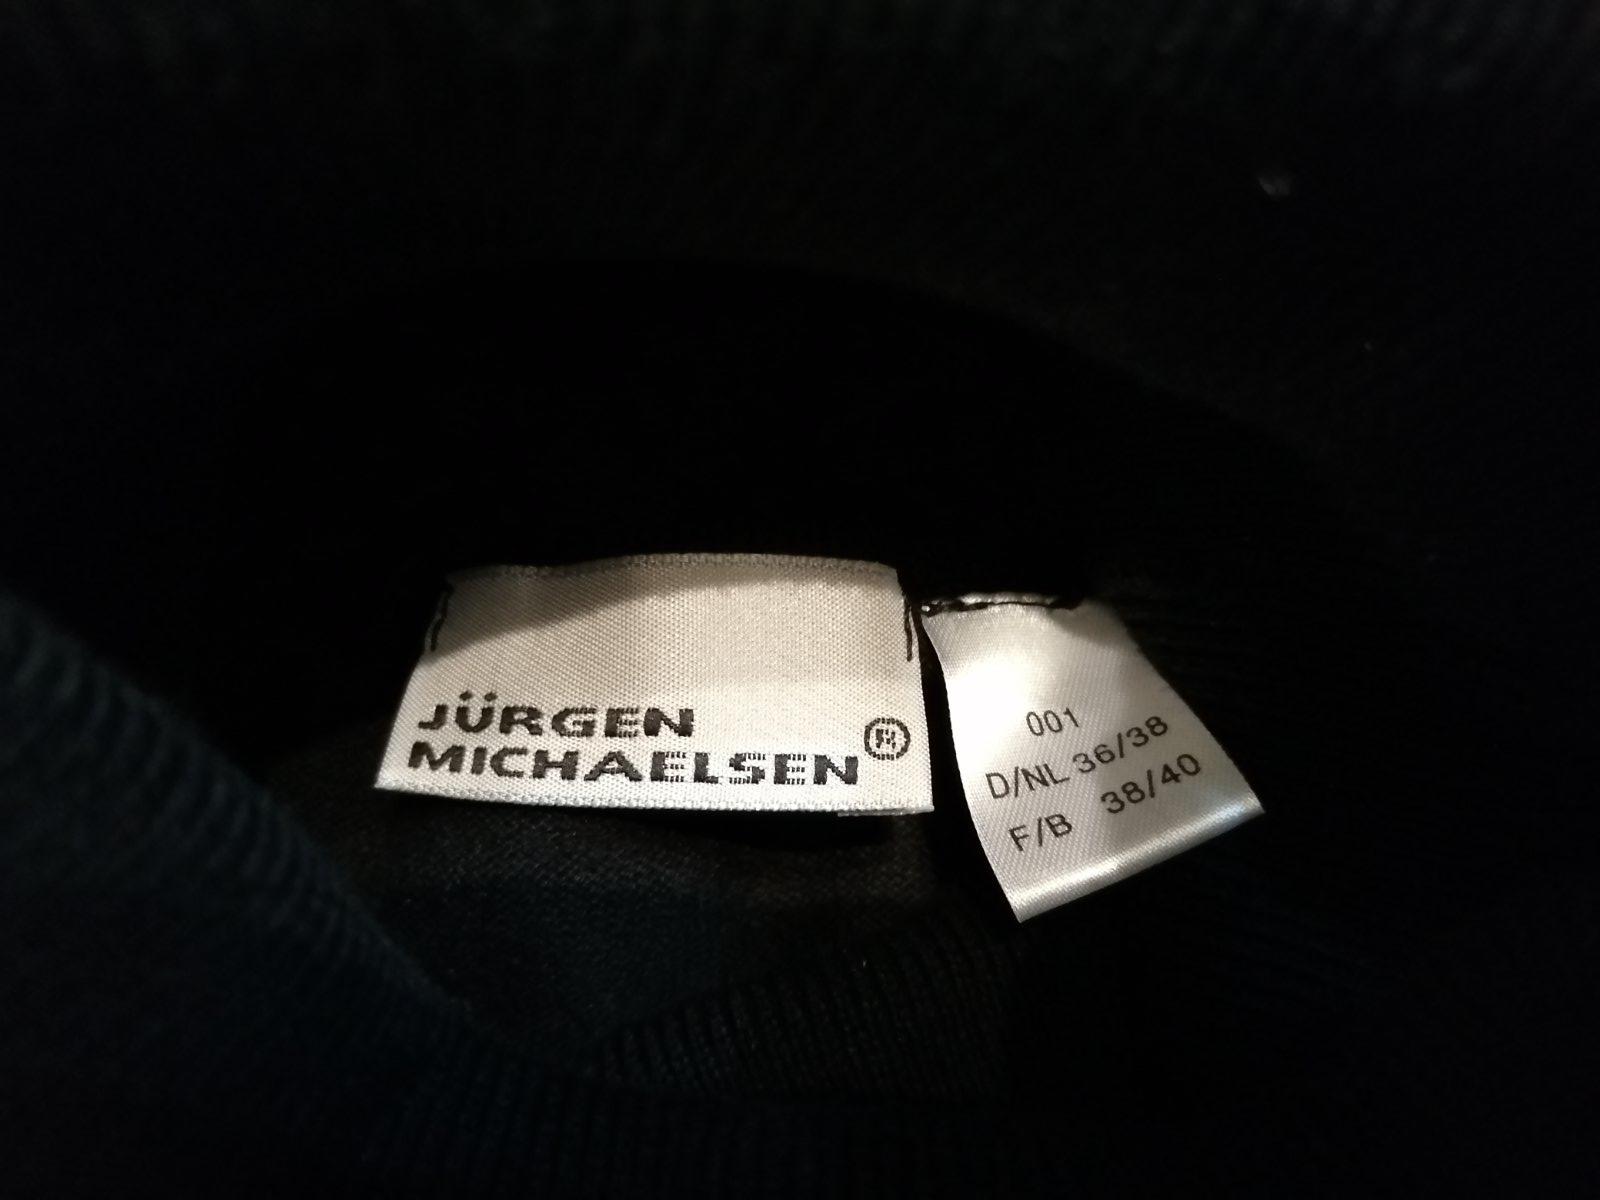 JÜRGEN
MICHAELSEN ®
001
D/NL 36/38
F/B 38/40